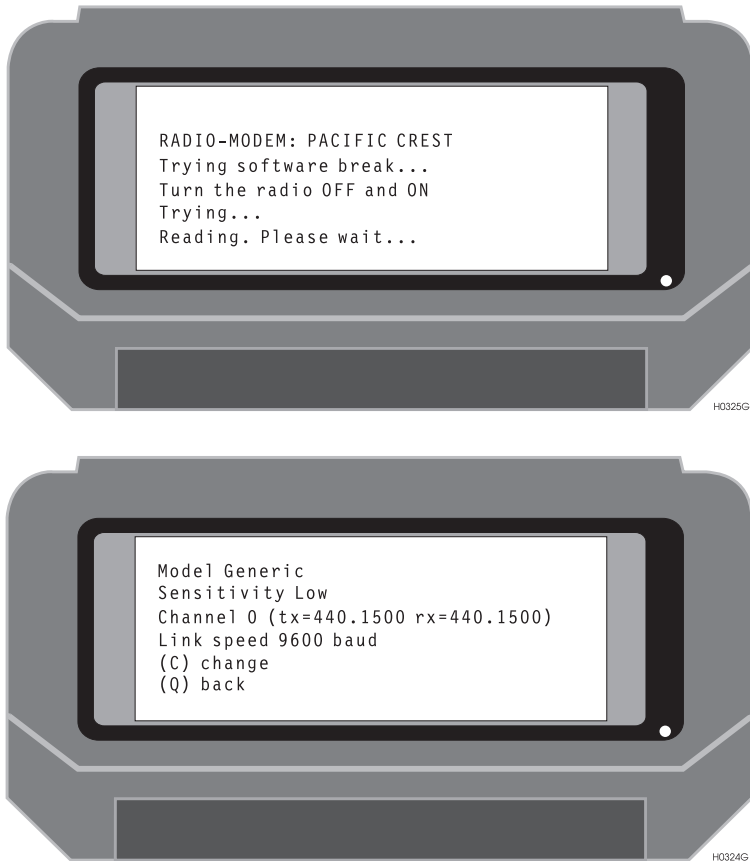 RADIO-MODEM: PACIFIC CREST
Trying software break...
Turn the radio OFF and ON
Trying...
Reading. Please wait...
H0325G
Model Generic
Sensitivity Low
Channel 0 (tx=440.1500 rx=440.1500)
Link speed 9600 baud
(C) change
(Q) back
H0324G